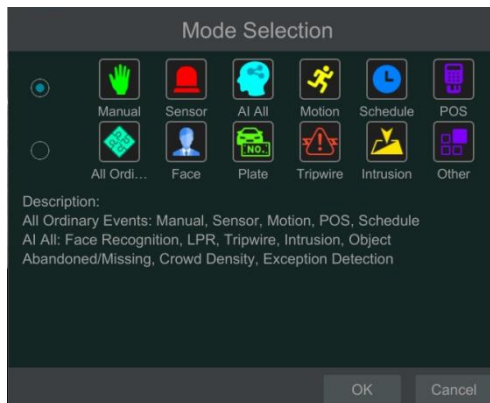 Mode Selection
Manual Sensor AI All Motion Schedule POS
NO.
All Ordi... Face Plate Tripwire Intrusion Other
Description:
All Ordinary Events: Manual, Sensor, Motion, POS, Schedule
AI All: Face Recognition, LPR, Tripwire, Intrusion, Object
Abandoned/Missing, Crowd Density, Exception Detection
OK Cancel